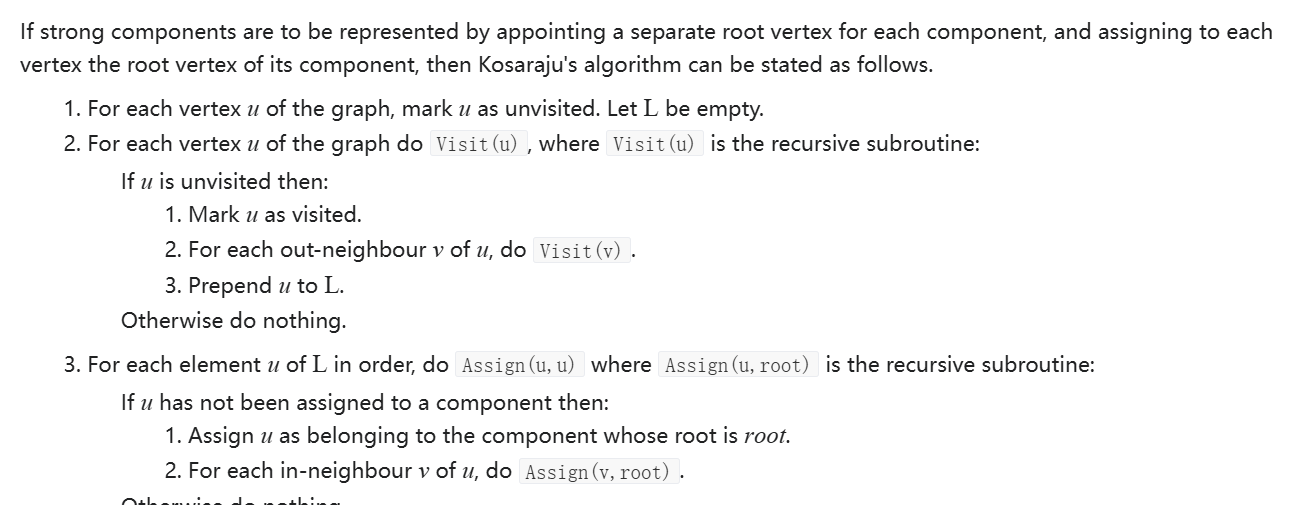 If strong components are to be represented by appointing a separate root vertex for each component, and assigning to each
vertex the root vertex of its component, then Kosaraju's algorithm can be stated as follows.
1. For each vertex u of the graph, mark u as unvisited. Let L be empty.
2. For each vertex u of the graph do Visit(u) , where Visit(u) is the recursive subroutine:
If u is unvisited then:
1. Mark u as visited.
2. For each out-neighbour v of u, do Visit(v) .
3. Prepend u to L.
Otherwise do nothing.
3. For each element u of L in order, do Assign(u,u) where Assign(u,root) is the recursive subroutine:
If u has not been assigned to a component then:
1. Assign u as belonging to the component whose root is root.
2. For each in-neighbour v of u, do Assign(v,root) .
Otherwise do nothing